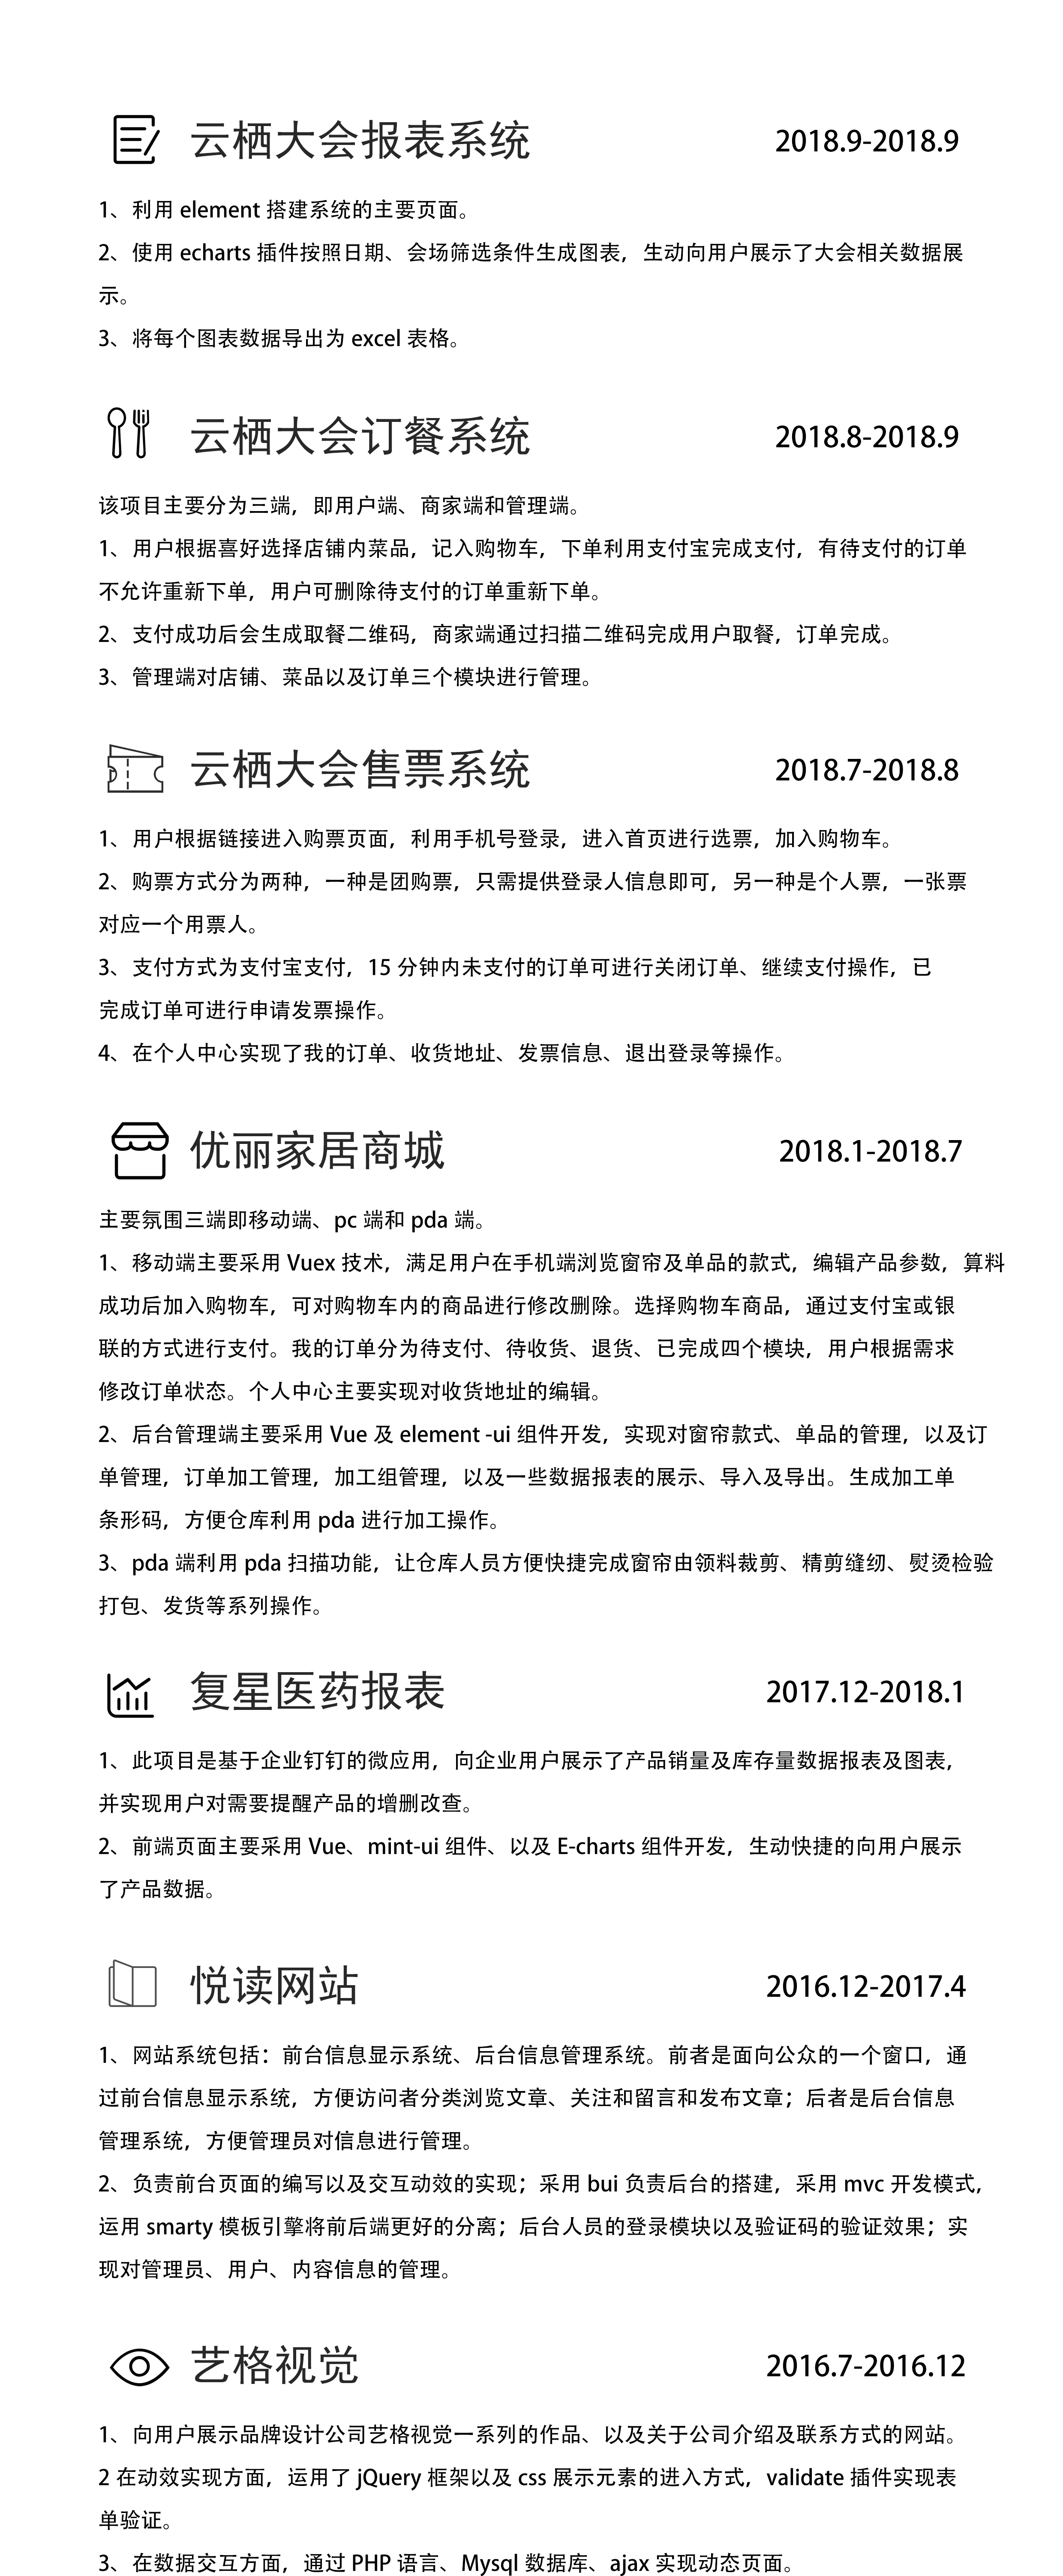 云栖大会报表系统 2018.9-2018.9
1、利用 element 搭建系统的主要页面。
2、使用 echarts 插件按照日期、会场筛选条件生成图表，生动向用户展示了大会相关数据展
示。
3、将每个图表数据导出为 excel 表格。
云栖大会订餐系统 2018.8-2018.9
该项目主要分为三端，即用户端、商家端和管理端。
1、用户根据喜好选择店铺内菜品，记入购物车，下单利用支付宝完成支付，有待支付的订单
不允许重新下单，用户可删除待支付的订单重新下单。
2、支付成功后会生成取餐二维码，商家端通过扫描二维码完成用户取餐，订单完成。
3、管理端对店铺、菜品以及订单三个模块进行管理。
云栖大会售票系统 2018.7-2018.8
1、用户根据链接进入购票页面，利用手机号登录，进入首页进行选票，加入购物车。
2、购票方式分为两种，一种是团购票，只需提供登录人信息即可，另一种是个人票，一张票
对应一个用票人。
3、支付方式为支付宝支付，15 分钟内未支付的订单可进行关闭订单、继续支付操作，已
完成订单可进行申请发票操作。
4、在个人中心实现了我的订单、收货地址、发票信息、退出登录等操作。
优丽家居商城 2018.1-2018.7
主要氛围三端即移动端、pc 端和 pda 端。
1、移动端主要采用 Vuex 技术，满足用户在手机端浏览窗帘及单品的款式，编辑产品参数，算料
成功后加入购物车，可对购物车内的商品进行修改删除。选择购物车商品，通过支付宝或银
联的方式进行支付。我的订单分为待支付、待收货、退货、已完成四个模块，用户根据需求
修改订单状态。个人中心主要实现对收货地址的编辑。
2、后台管理端主要采用 Vue 及 element -ui 组件开发，实现对窗帘款式、单品的管理，以及订
单管理，订单加工管理，加工组管理，以及一些数据报表的展示、导入及导出。生成加工单
条形码，方便仓库利用 pda 进行加工操作。
3、pda 端利用 pda 扫描功能，让仓库人员方便快捷完成窗帘由领料裁剪、精剪缝纫、熨烫检验
打包、发货等系列操作。
复星医药报表 2017.12-2018.1
1、此项目是基于企业钉钉的微应用，向企业用户展示了产品销量及库存量数据报表及图表，
并实现用户对需要提醒产品的增删改查。
2、前端页面主要采用 Vue、mint-ui 组件、以及 E-charts 组件开发，生动快捷的向用户展示
了产品数据。
悦读网站 2016.12-2017.4
1、网站系统包括：前台信息显示系统、后台信息管理系统。前者是面向公众的一个窗口，通
过前台信息显示系统，方便访问者分类浏览文章、关注和留言和发布文章；后者是后台信息
管理系统，方便管理员对信息进行管理。
2、负责前台页面的编写以及交互动效的实现；采用 bui 负责后台的搭建，采用 mvc 开发模式，
运用 smarty 模板引擎将前后端更好的分离；后台人员的登录模块以及验证码的验证效果；实
现对管理员、用户、内容信息的管理。
艺格视觉 2016.7-2016.12
1、向用户展示品牌设计公司艺格视觉一系列的作品、以及关于公司介绍及联系方式的网站。
2 在动效实现方面，运用了 jQuery 框架以及 css 展示元素的进入方式，validate 插件实现表
单验证。
3、在数据交互方面，通过 PHP 语言、Mysql 数据库、ajax 实现动态页面。